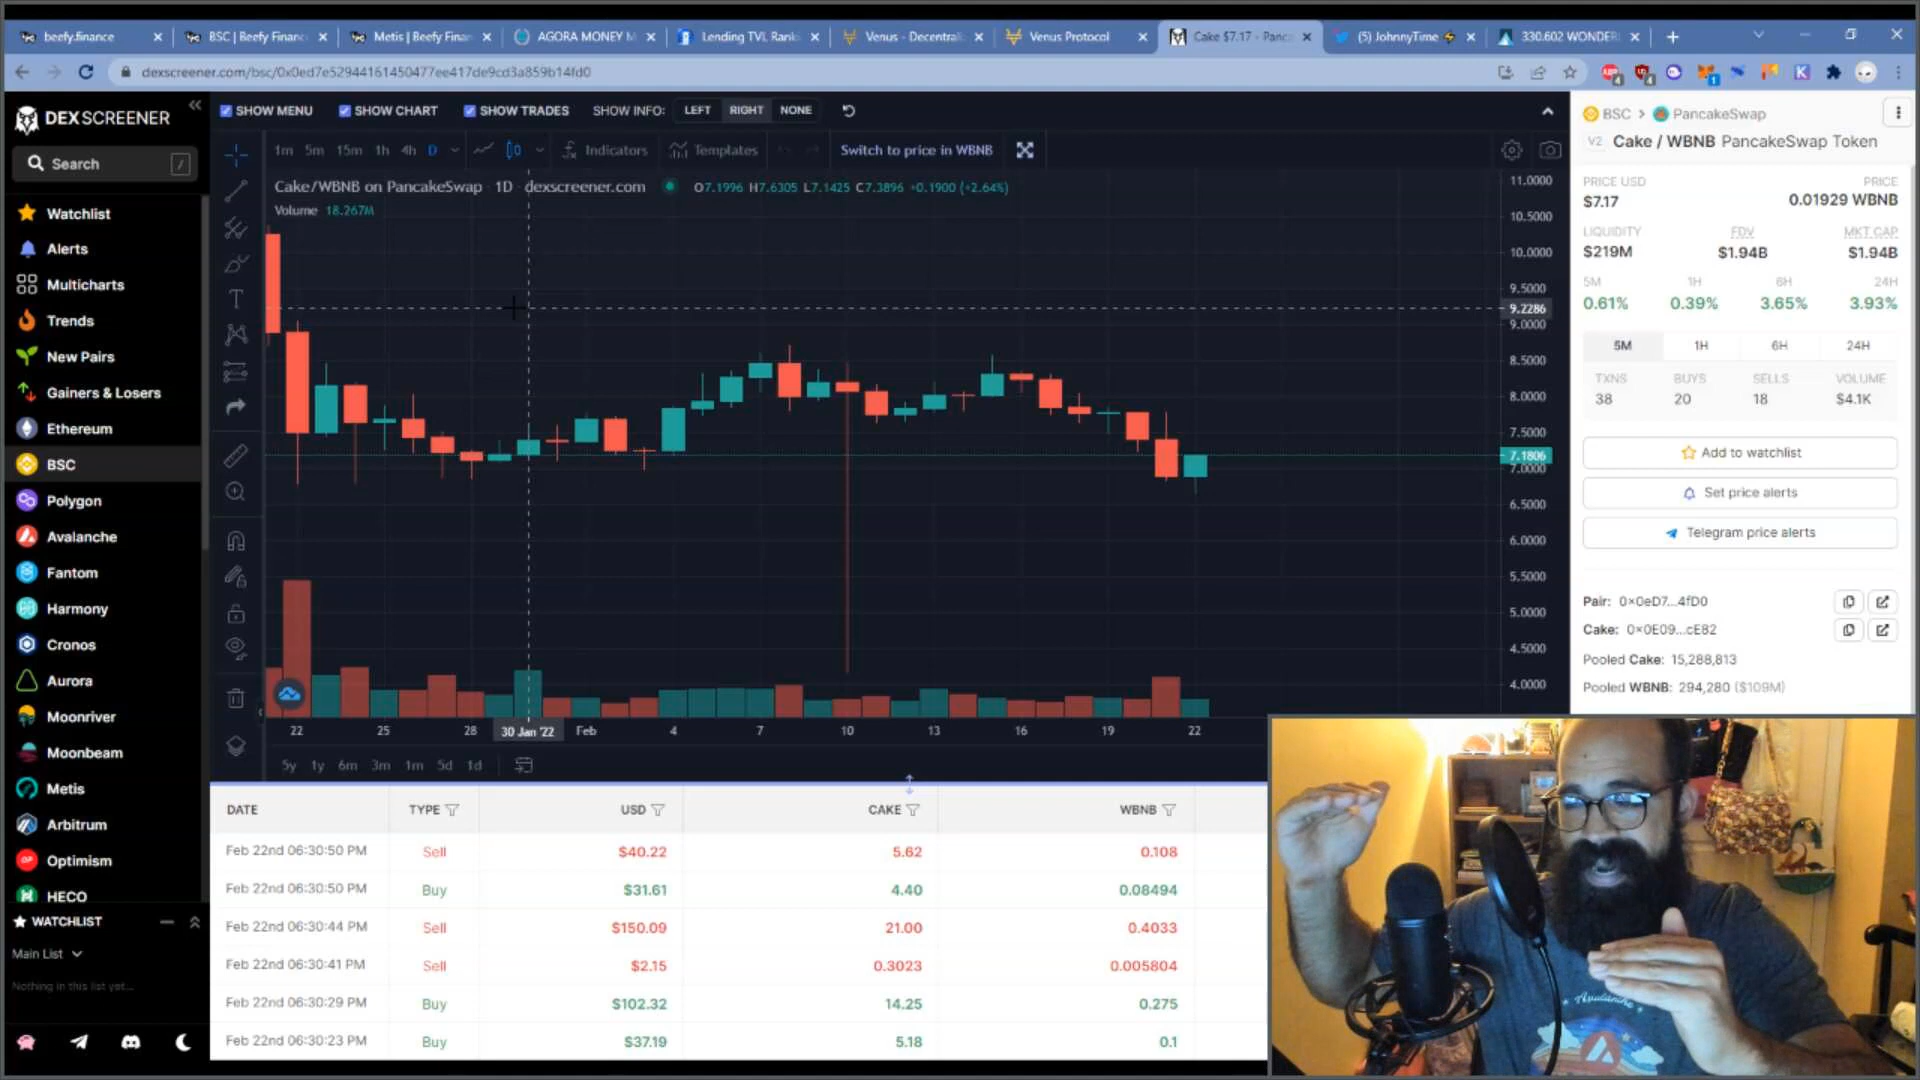 beefy.finance
BSC | Beefy Financ
Metis | Beefy Finan
AGORA MONEY M
Lending TVL Rank
Venus - Decentral
Venus Protocol
Cake $7.17 - Panca
(5) JohnnyTime
330.602 WONDER
dexscreener.com/bsc/0x0ed7e52944161450477ee417de9cd3a859b14fd0
DEXSCREENER
Search /
Watchlist
Alerts
Multicharts
Trends
New Pairs
Gainers & Losers
Ethereum
BSC
Polygon
Avalanche
Fantom
Harmony
Cronos
Aurora
Moonriver
Moonbeam
Metis
Arbitrum
Optimism
HECO
WATCHLIST
Main List
Nothing in this list yet...
SHOW MENU SHOW CHART SHOW TRADES SHOW INFO: LEFT RIGHT NONE
1m 5m 15m 1h 4h D Indicators Templates Switch to price in WBNB
Cake/WBNB on PancakeSwap · 1D · dexscreener.com O7.1996 H7.6305 L7.1425 C7.3896 +0.1900 (+2.64%)
Volume 18.267M
11.0000
10.5000
10.0000
9.5000
9.2286
9.0000
8.5000
8.0000
7.5000
7.1806
7.0000
6.5000
6.0000
5.5000
5.0000
4.5000
4.0000
22 25 28 30 Jan '22 Feb 4 7 10 13 16 19 22
5y 1y 6m 3m 1m 5d 1d
DATE TYPE USD CAKE WBNB
Feb 22nd 06:30:50 PM Sell $40.22 5.62 0.108
Feb 22nd 06:30:50 PM Buy $31.61 4.40 0.08494
Feb 22nd 06:30:44 PM Sell $150.09 21.00 0.4033
Feb 22nd 06:30:41 PM Sell $2.15 0.3023 0.005804
Feb 22nd 06:30:29 PM Buy $102.32 14.25 0.275
Feb 22nd 06:30:23 PM Buy $37.19 5.18 0.1
BSC > PancakeSwap
V2 Cake / WBNB PancakeSwap Token
PRICE USD PRICE
$7.17 0.01929 WBNB
LIQUIDITY FDV MKT CAP
$219M $1.94B $1.94B
5M 1H 6H 24H
0.61% 0.39% 3.65% 3.93%
5M 1H 6H 24H
TXNS BUYS SELLS VOLUME
38 20 18 $4.1K
Add to watchlist
Set price alerts
Telegram price alerts
Pair: 0x0eD7...4fD0
Cake: 0x0E09...cE82
Pooled Cake: 15,288,813
Pooled WBNB: 294,280 ($109M)
Avalanche